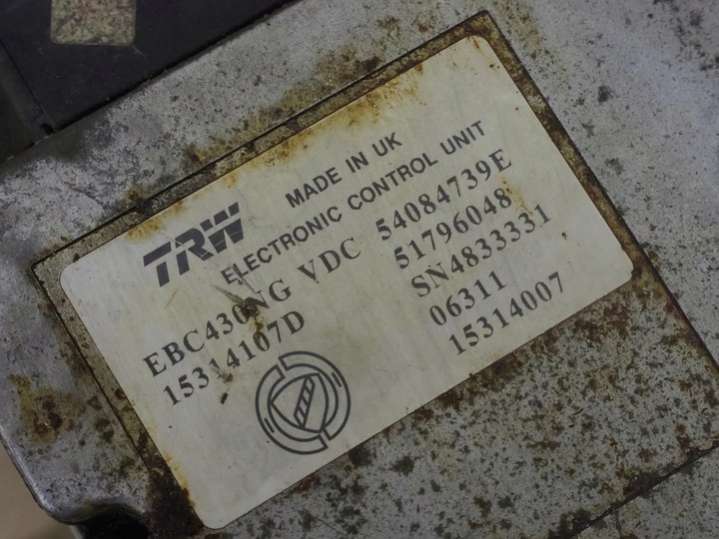 TRW MADE IN UK
ELECTRONIC CONTROL UNIT
EBC430NG VDC 54084739E
15314107D 51796048
SN4833331
06311
15314007